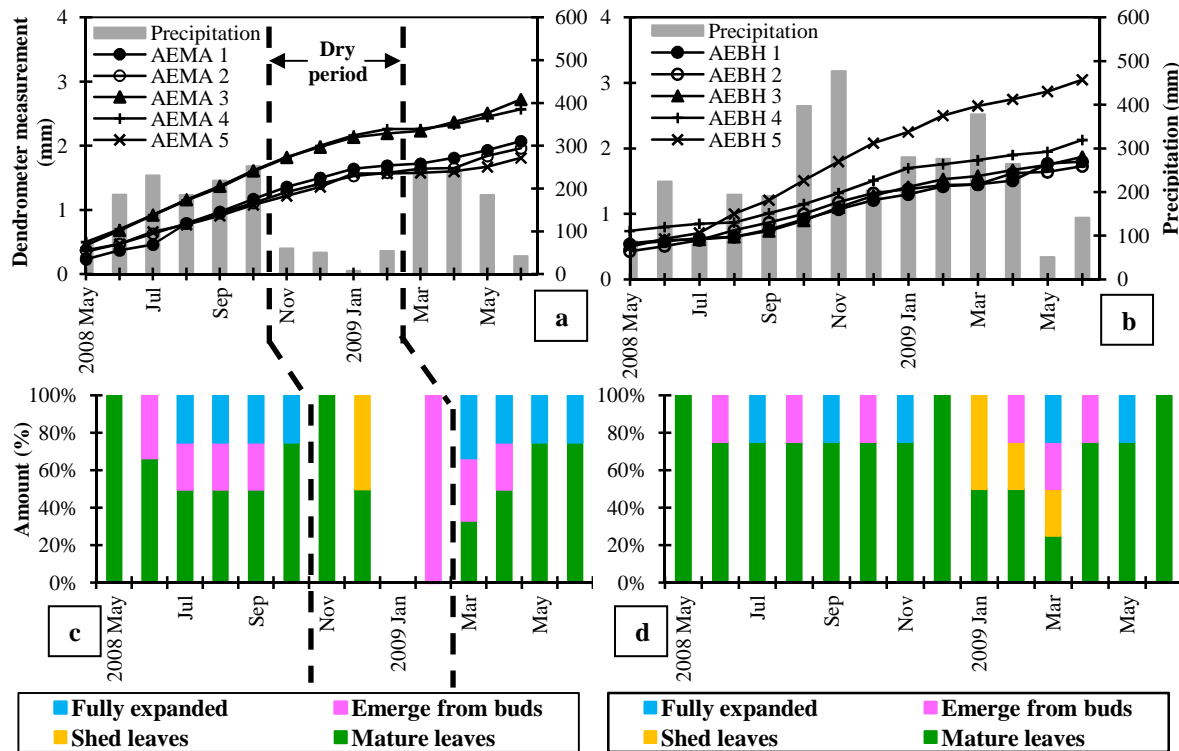 4
3
2
1
0
Dendrometer measurement
(mm)
Precipitation
AEMA 1
AEMA 2
AEMA 3
AEMA 4
AEMA 5
Dry
period
600
500
400
300
200
100
0
2008 May
Jul
Sep
Nov
2009 Jan
Mar
May
a
4
3
2
1
0
Precipitation
AEBH 1
AEBH 2
AEBH 3
AEBH 4
AEBH 5
600
500
400
300
200
100
0
Precipitation (mm)
2008 May
Jul
Sep
Nov
2009 Jan
Mar
May
b
100%
80%
60%
40%
20%
0%
Amount (%)
2008 May
Jul
Sep
Nov
2009 Jan
Mar
May
c
100%
80%
60%
40%
20%
0%
2008 May
Jul
Sep
Nov
2009 Jan
Mar
May
d
Fully expanded
Emerge from buds
Shed leaves
Mature leaves
Fully expanded
Emerge from buds
Shed leaves
Mature leaves